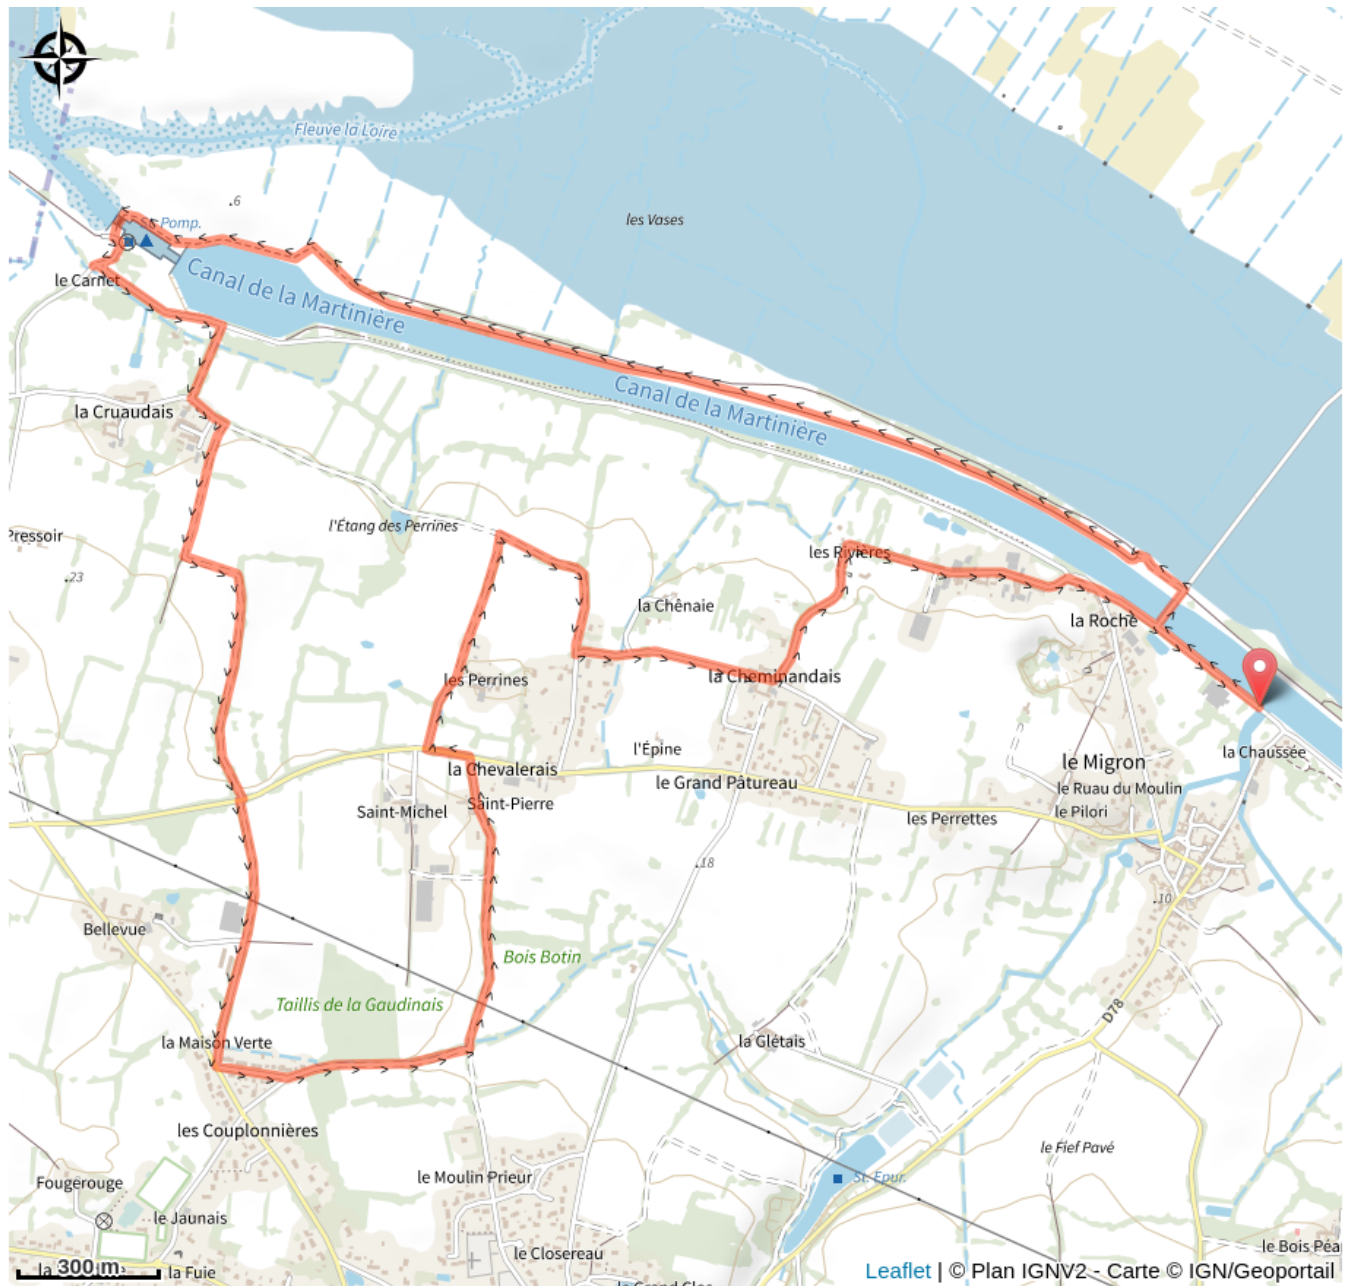 Fleuve la Loire
.6
St. Pomp.
les Vases
le Carnet
Canal de la Martinière
Canal de la Martinière
la Cruaudais
l'Étang des Perrines
Pressoir
.23
les Rivières
la Chênaie
la Roche
les Perrines
la Cheminandais
l'Épine
la Chaussée
la Chevalerais
le Migron
le Grand Pâtureau
le Ruau du Moulin
Saint-Michel
Saint-Pierre
le Pilori
les Perrettes
.18
.10
Bellevue
Bois Botin
Taillis de la Gaudinais
D78
la Maison Verte
la Glétais
les Couplonnières
le Fief Pavé
le Moulin Prieur
Fougerouge
St. Epur.
le Jaunais
le Closereau
le Bois Péa
300 m
la Fuie
Leaflet | © Plan IGNV2 - Carte © IGN/Geoportail